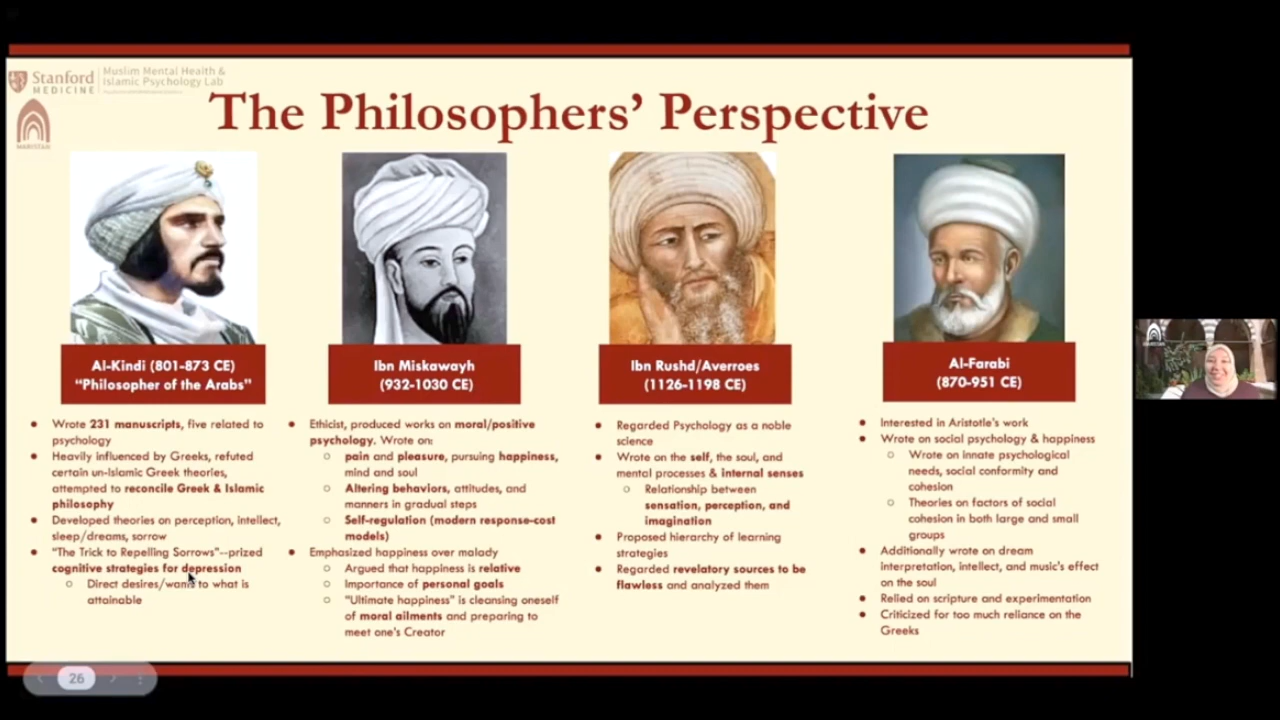 Stanford
MEDICINE
Muslim Mental Health &
Islamic Psychology Lab
MARISTAN
The Philosophers' Perspective
Al-Kindi (801-873 CE)
"Philosopher of the Arabs"
Wrote 231 manuscripts, five related to
psychology
Heavily influenced by Greeks, refuted
certain un-Islamic Greek theories,
attempted to reconcile Greek & Islamic
philosophy
Developed theories on perception, intellect,
sleep/dreams, sorrow
"The Trick to Repelling Sorrows"--prized
cognitive strategies for depression
Direct desires/wants to what is
attainable
Ibn Miskawayh
(932-1030 CE)
Ethicist, produced works on moral/positive
psychology. Wrote on:
pain and pleasure, pursuing happiness,
mind and soul
Altering behaviors, attitudes, and
manners in gradual steps
Self-regulation (modern response-cost
models)
Emphasized happiness over malady
Argued that happiness is relative
Importance of personal goals
"Ultimate happiness" is cleansing oneself
of moral ailments and preparing to
meet one's Creator
Ibn Rushd/Averroes
(1126-1198 CE)
Regarded Psychology as a noble
science
Wrote on the self, the soul, and
mental processes & internal senses
Relationship between
sensation, perception, and
imagination
Proposed hierarchy of learning
strategies
Regarded revelatory sources to be
flawless and analyzed them
Al-Farabi
(870-951 CE)
Interested in Aristotle's work
Wrote on social psychology & happiness
Wrote on innate psychological
needs, social conformity and
cohesion
Theories on factors of social
cohesion in both large and small
groups
Additionally wrote on dream
interpretation, intellect, and music's effect
on the soul
Relied on scripture and experimentation
Criticized for too much reliance on the
Greeks
26